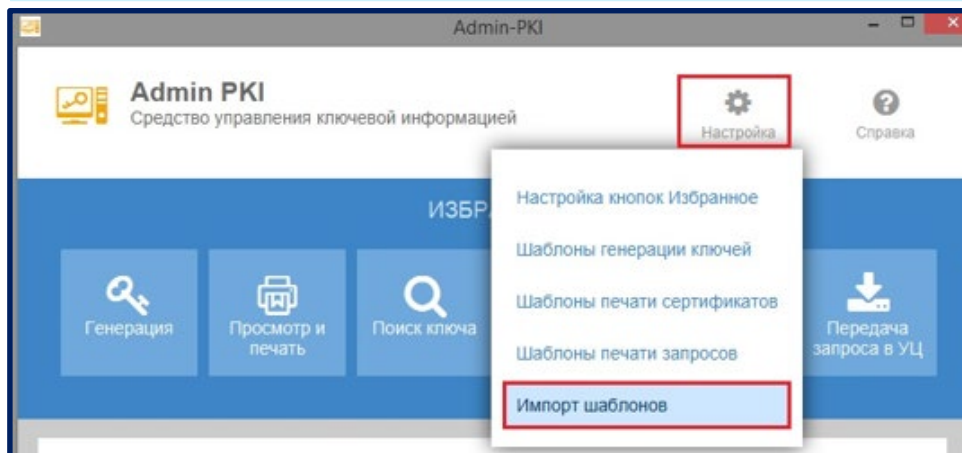 Admin-PKI
Admin PKI
Средство управления ключевой информацией
Настройка
Справка
ИЗБР
Настройка кнопок Избранное
Шаблоны генерации ключей
Шаблоны печати сертификатов
Шаблоны печати запросов
Импорт шаблонов
Генерация
Просмотр и
печать
Поиск ключа
Передача
запроса в УЦ